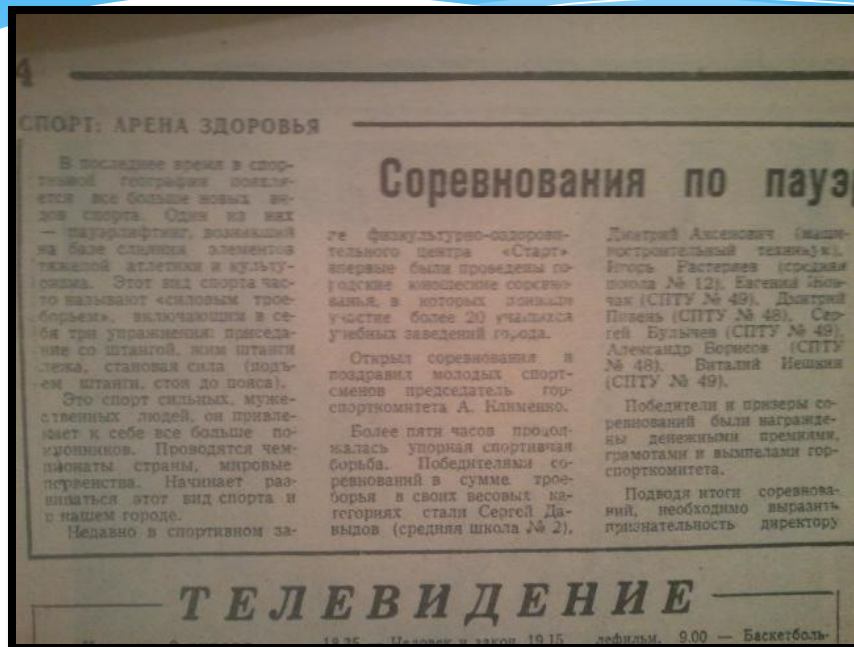 4
СПОРТ: АРЕНА ЗДОРОВЬЯ
Соревнования по пауэр
В последнее время в спор-
тивной географии появля-
ется все больше новых ви-
дов спорта. Один из них
— пауэрлифтинг, возникший
на базе слияния элементов
тяжелой атлетики и культу-
ризма. Этот вид спорта час-
то называют «силовым трое-
борьем», включающим в се-
бя три упражнения: приседа-
ние со штангой, жим штанги
лежа, становая сила (подъ-
ем штанги, стоя до пояса).
Это спорт сильных, муже-
ственных людей, он привле-
кает к себе все больше по-
клонников. Проводятся чем-
пионаты страны, мировые
первенства. Начинает раз-
виваться этот вид спорта и
в нашем городе.
Недавно в спортивном за-
ге физкультурно-оздорови-
тельного центра «Старт»
впервые были проведены го-
родские юношеские соревно-
ванья, в которых приняли
участие более 20 учащихся
учебных заведений города.
Открыл соревнования и
поздравил молодых спорт-
сменов председатель гор-
спорткомитета А. Клименко.
Более пяти часов продол-
жалась упорная спортивная
борьба. Победителями со-
ревнований в сумме трое-
борья в своих весовых ка-
тегориях стали Сергей Да-
выдов (средняя школа № 2),
Дмитрий Аксенович (маши-
ностроительный техникум),
Игорь Растеряев (средняя
школа № 12), Евгений
чак (СПТУ № 49), Дмитрий
Пивень (СПТУ № 48), Сер-
гей Булычев (СПТУ № 49),
Александр Борисов (СПТУ
№ 48), Виталий Нешкин
(СПТУ № 49).
Победители и призеры со-
ревнований были награжде-
ны денежными премиями,
грамотами и вымпелами гор-
спорткомитета.
Подводя итоги соревнова-
ний, необходимо выразить
признательность директору
ТЕЛЕВИДЕНИЕ
18.35 — Человек и закон. 19.15
лефильм. 9.00 — Баскетболь-